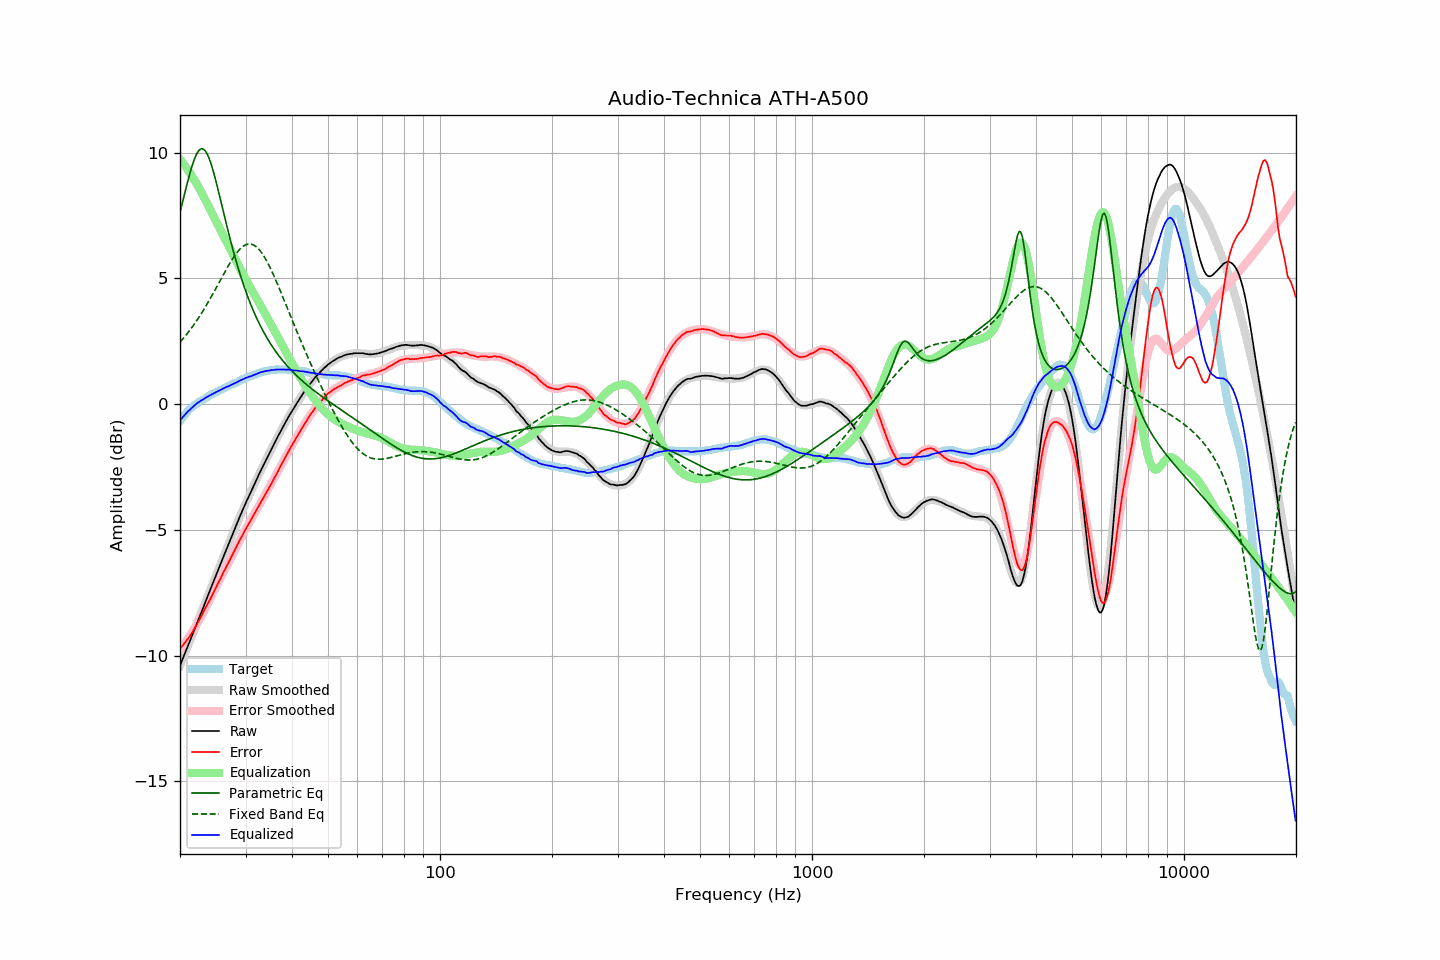 Audio-Technica ATH-A500
Amplitude (dBr)
10
5
0
−5
−10
−15
100
1000
10000
Frequency (Hz)
Target
Raw Smoothed
Error Smoothed
Raw
Error
Equalization
Parametric Eq
Fixed Band Eq
Equalized